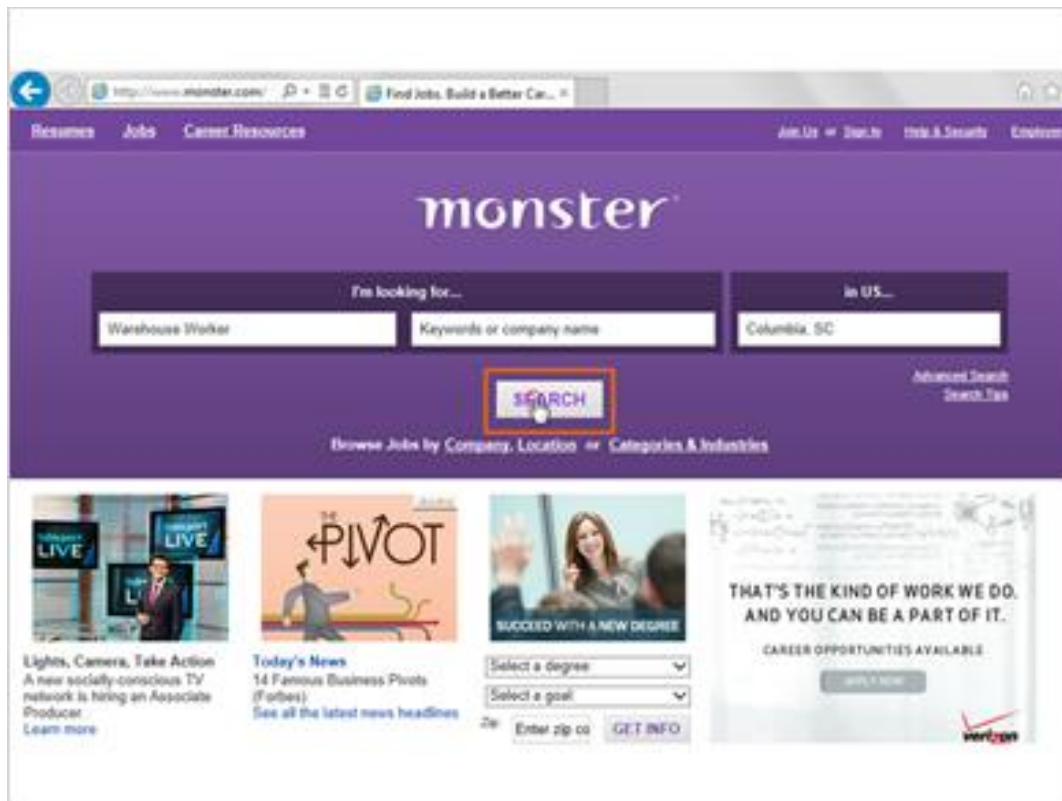 http://www.monster.com/
Find Jobs. Build a Better Car...
Resumes Jobs Career Resources
Join Us or Sign In Help & Security Employers
monster
I'm looking for...
in US...
Warehouse Worker
Keywords or company name
Columbia, SC
Advanced Search
Search Tips
SEARCH
Browse Jobs by Company, Location or Categories & Industries
LIVE
LIVE
THE
PIVOT
SUCCEED WITH A NEW DEGREE
THAT'S THE KIND OF WORK WE DO.
AND YOU CAN BE A PART OF IT.
CAREER OPPORTUNITIES AVAILABLE
APPLY NOW
verizon
Lights, Camera, Take Action
A new socially-conscious TV
network is hiring an Associate
Producer
Learn more
Today's News
14 Famous Business Pivots
(Forbes)
See all the latest news headlines
Select a degree
Select a goal
Zip
Enter zip co
GET INFO